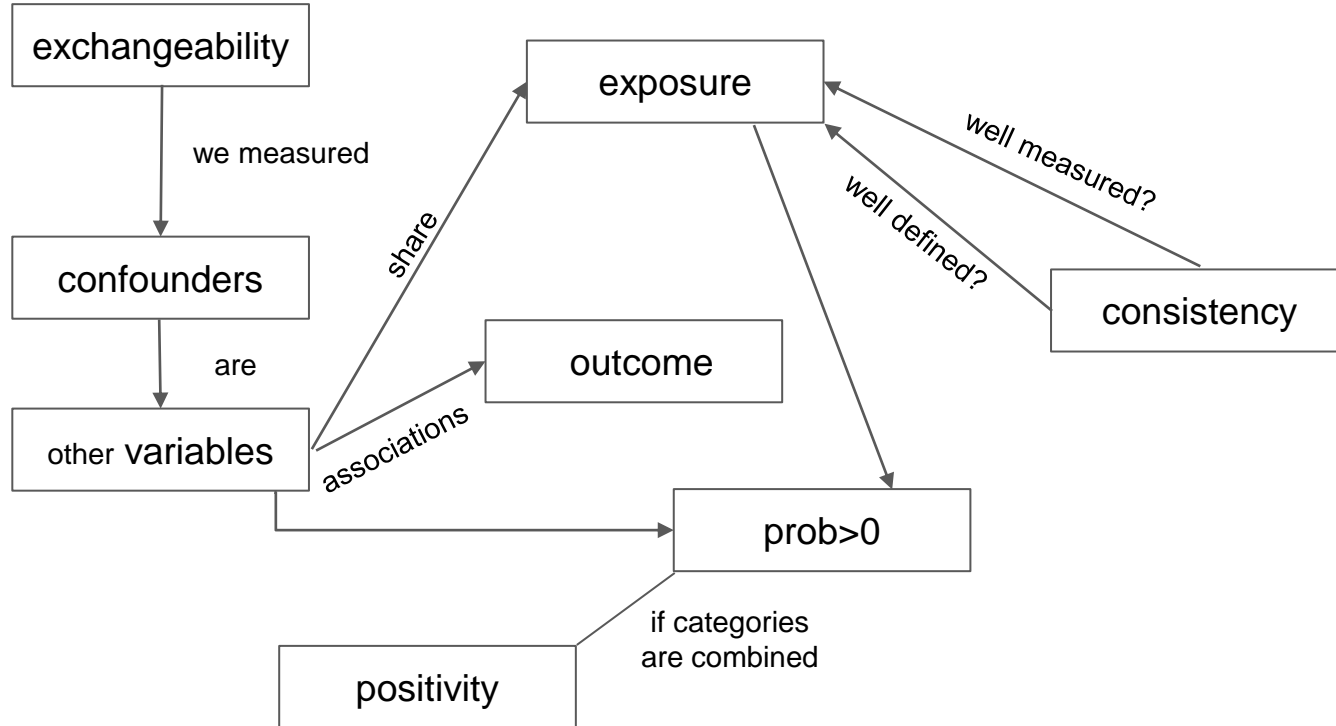 exchangeability
exposure
we measured
well measured?
well defined?
share
confounders
consistency
are
outcome
associations
other variables
prob>0
if categories
are combined
positivity